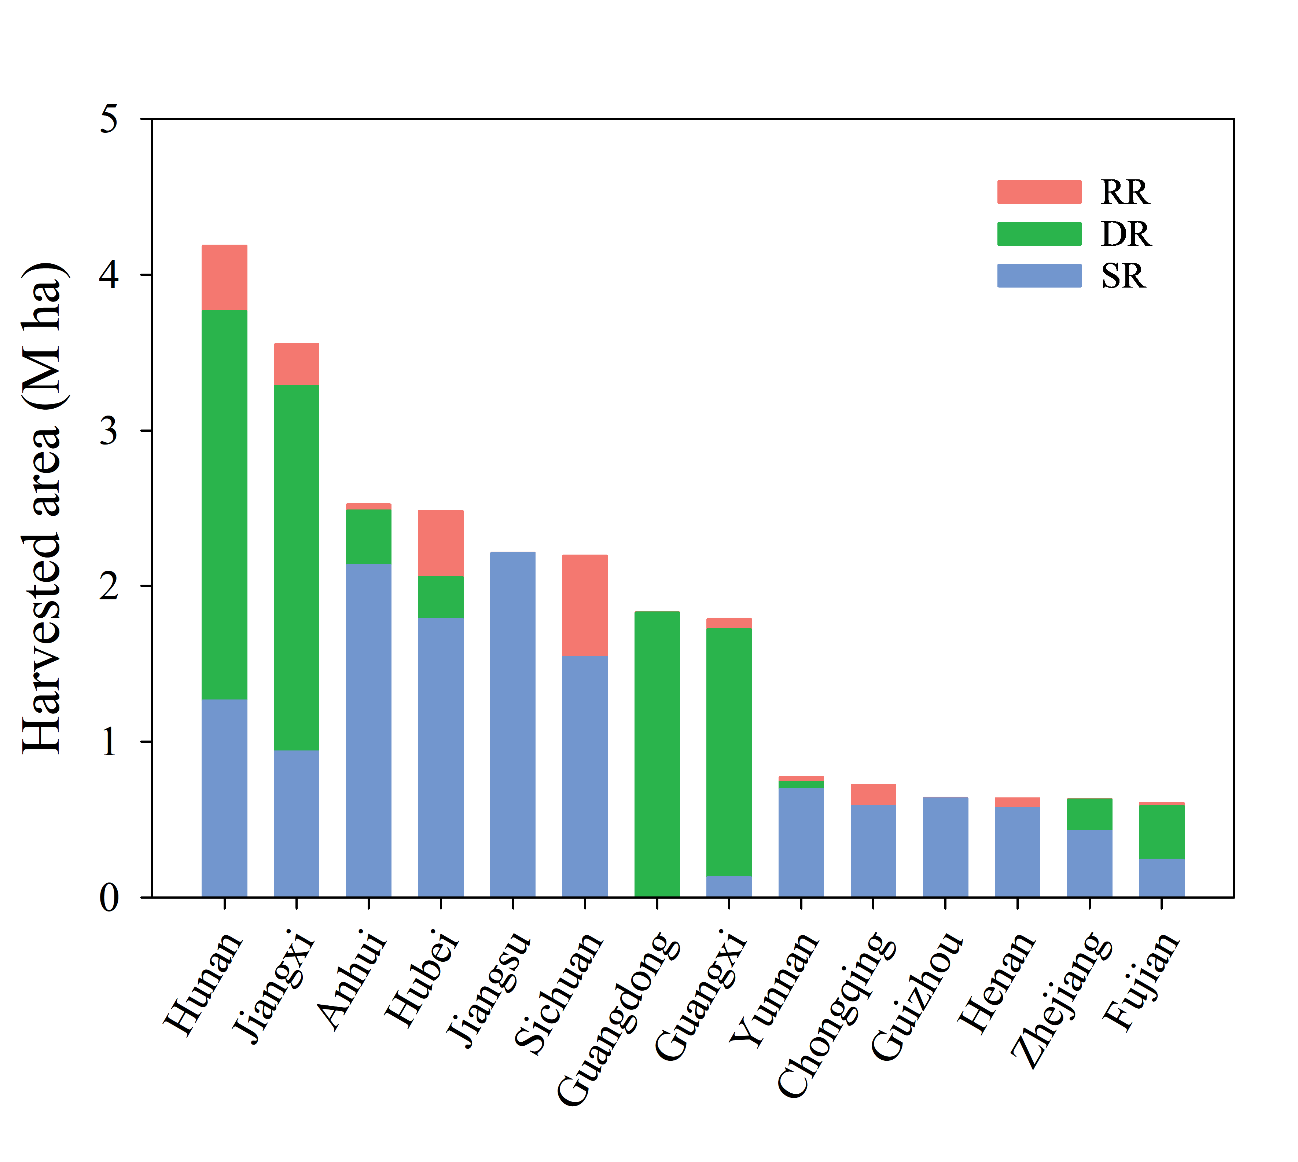 RR
DR
SR
Harvested area (M ha)
5
4
3
2
1
0
Hunan
Jiangxi
Anhui
Hubei
Jiangsu
Sichuan
Guangdong
Guangxi
Yunnan
Chongqing
Guizhou
Henan
Zhejiang
Fujian